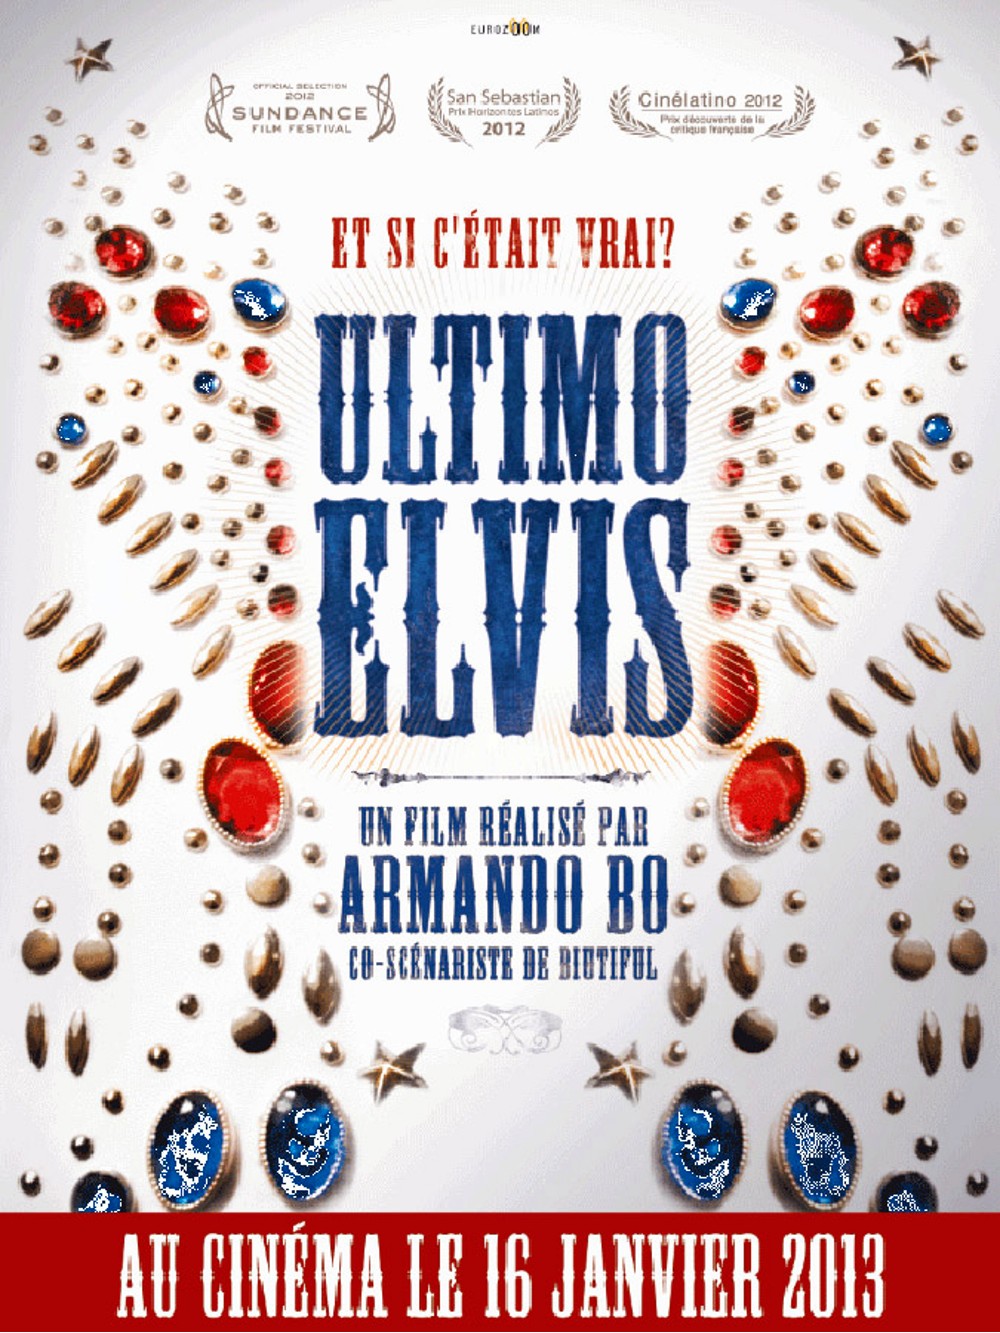 EUROZOOM
OFFICIAL SELECTION
2012
SUNDANCE
FILM FESTIVAL
San Sebastian
Prix Horizontes Latinos
2012
Cinélatino 2012
Prix découverte de la
critique française
ET SI C'ÉTAIT VRAI?
ULTIMO
ELVIS
UN FILM RÉALISÉ PAR
ARMANDO BO
CO-SCÉNARISTE DE BIUTIFUL
AU CINÉMA LE 16 JANVIER 2013